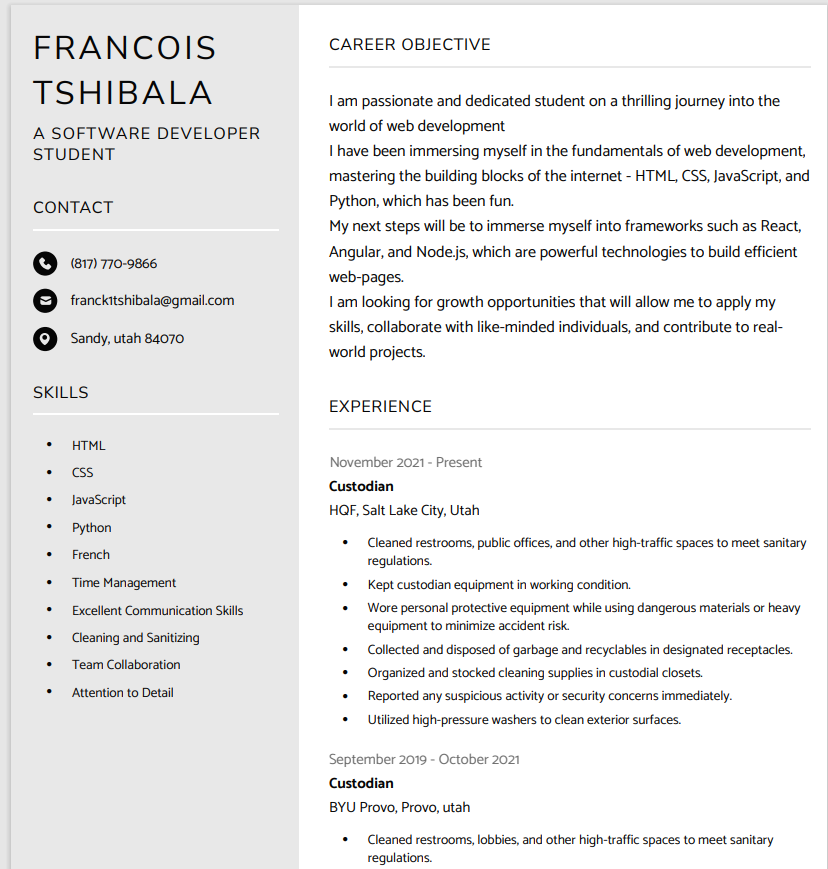 FRANCOIS
TSHIBALA
A SOFTWARE DEVELOPER
STUDENT
CONTACT
(817) 770-9866
franck1tshibala@gmail.com
Sandy, utah 84070
SKILLS
• HTML
• CSS
• JavaScript
• Python
• French
• Time Management
• Excellent Communication Skills
• Cleaning and Sanitizing
• Team Collaboration
• Attention to Detail
CAREER OBJECTIVE
I am passionate and dedicated student on a thrilling journey into the
world of web development
I have been immersing myself in the fundamentals of web development,
mastering the building blocks of the internet - HTML, CSS, JavaScript, and
Python, which has been fun.
My next steps will be to immerse myself into frameworks such as React,
Angular, and Node.js, which are powerful technologies to build efficient
web-pages.
I am looking for growth opportunities that will allow me to apply my
skills, collaborate with like-minded individuals, and contribute to real-
world projects.
EXPERIENCE
November 2021 - Present
Custodian
HQF, Salt Lake City, Utah
• Cleaned restrooms, public offices, and other high-traffic spaces to meet sanitary
regulations.
• Kept custodian equipment in working condition.
• Wore personal protective equipment while using dangerous materials or heavy
equipment to minimize accident risk.
• Collected and disposed of garbage and recyclables in designated receptacles.
• Organized and stocked cleaning supplies in custodial closets.
• Reported any suspicious activity or security concerns immediately.
• Utilized high-pressure washers to clean exterior surfaces.
September 2019 - October 2021
Custodian
BYU Provo, Provo, utah
• Cleaned restrooms, lobbies, and other high-traffic spaces to meet sanitary
regulations.